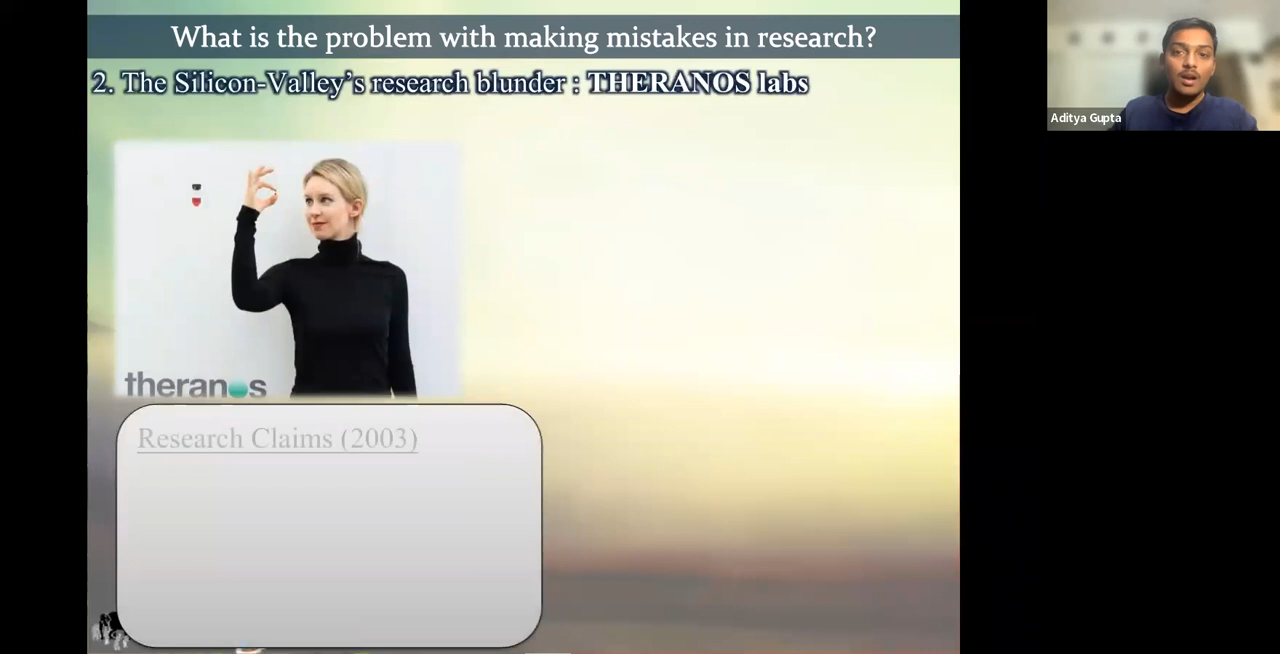 What is the problem with making mistakes in research?
2. The Silicon-Valley's research blunder : THERANOS labs
Aditya Gupta
theranos
Research Claims (2003)